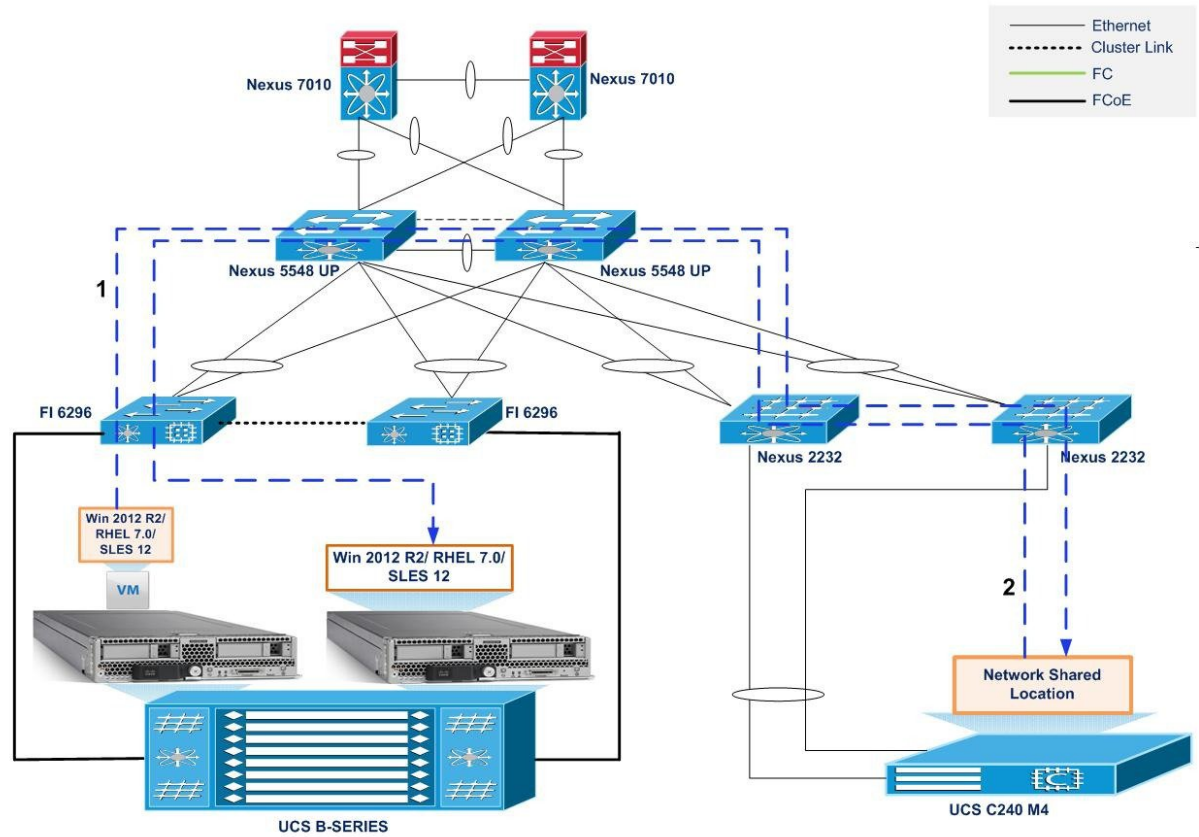 Ethernet
Cluster Link
FC
FCoE
Nexus 7010
Nexus 7010
Nexus 5548 UP
Nexus 5548 UP
1
FI 6296
FI 6296
Nexus 2232
Nexus 2232
Win 2012 R2/
RHEL 7.0/
SLES 12
VM
Win 2012 R2/ RHEL 7.0/
SLES 12
2
Network Shared
Location
UCS B-SERIES
UCS C240 M4